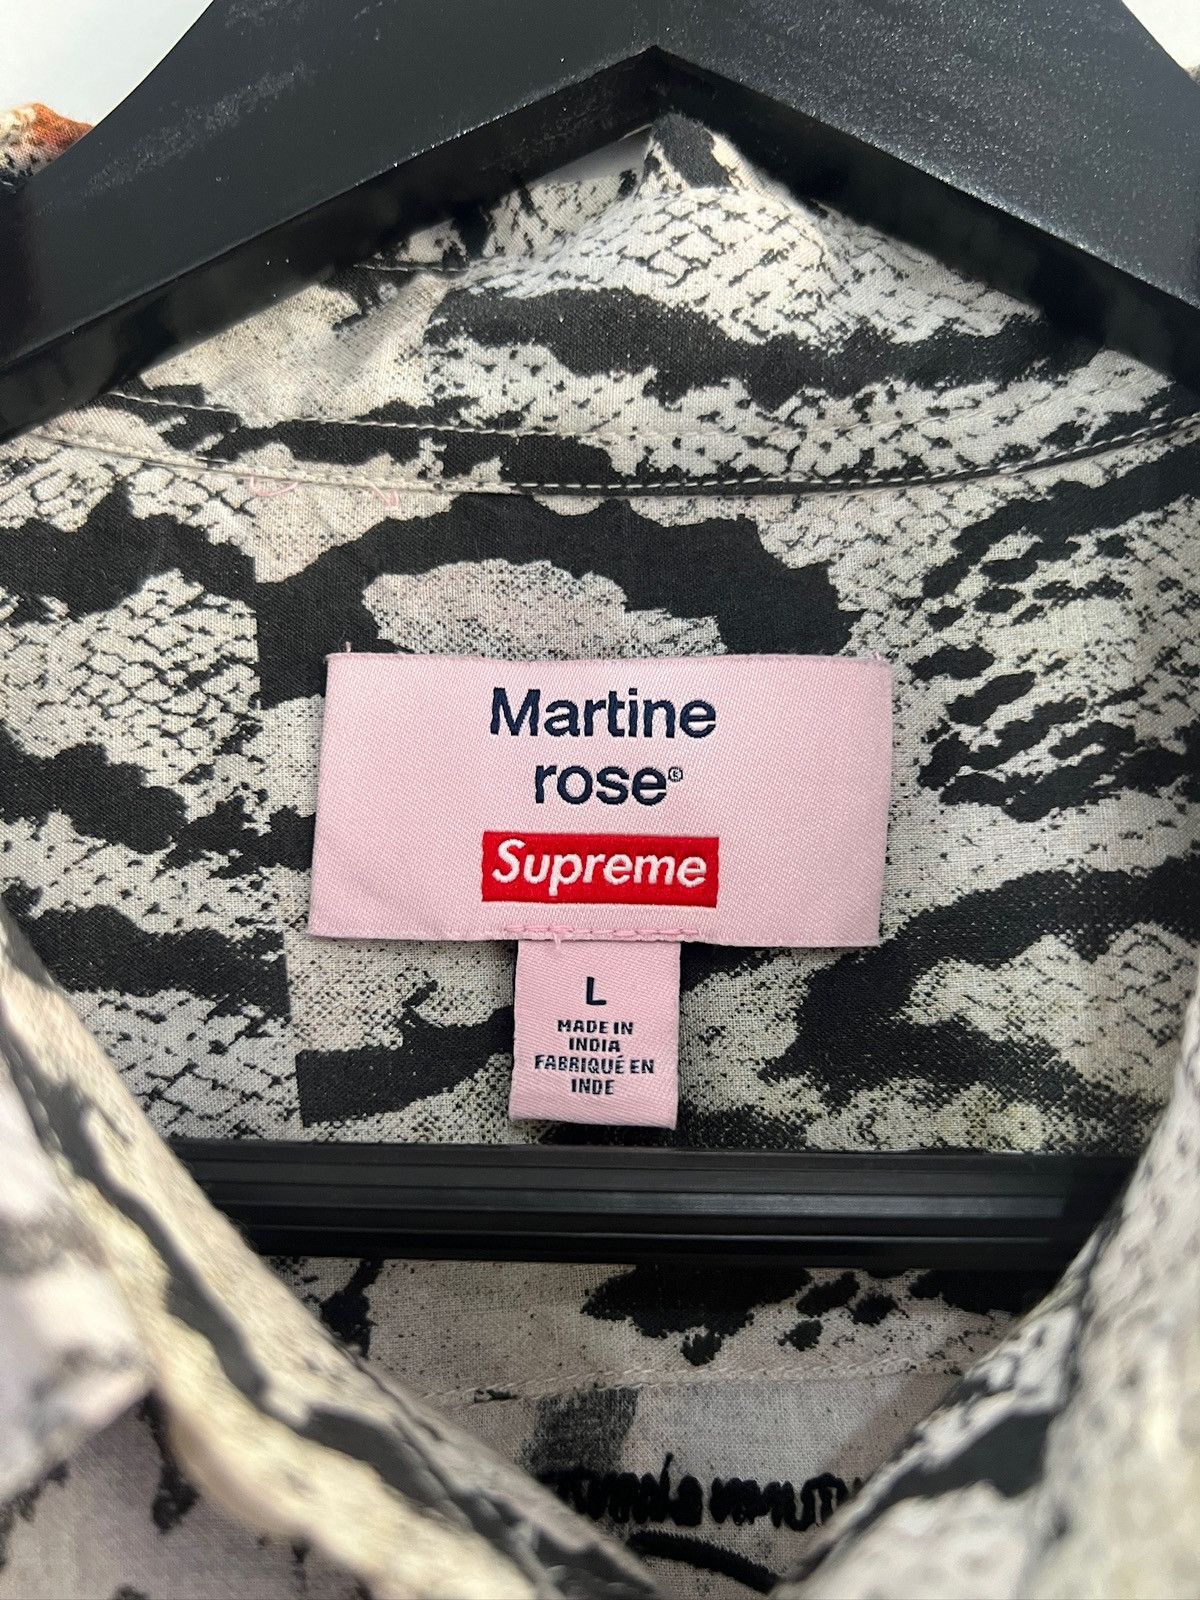 Martine
rose®
Supreme
L
MADE IN
INDIA
FABRIQUÉ EN
INDE